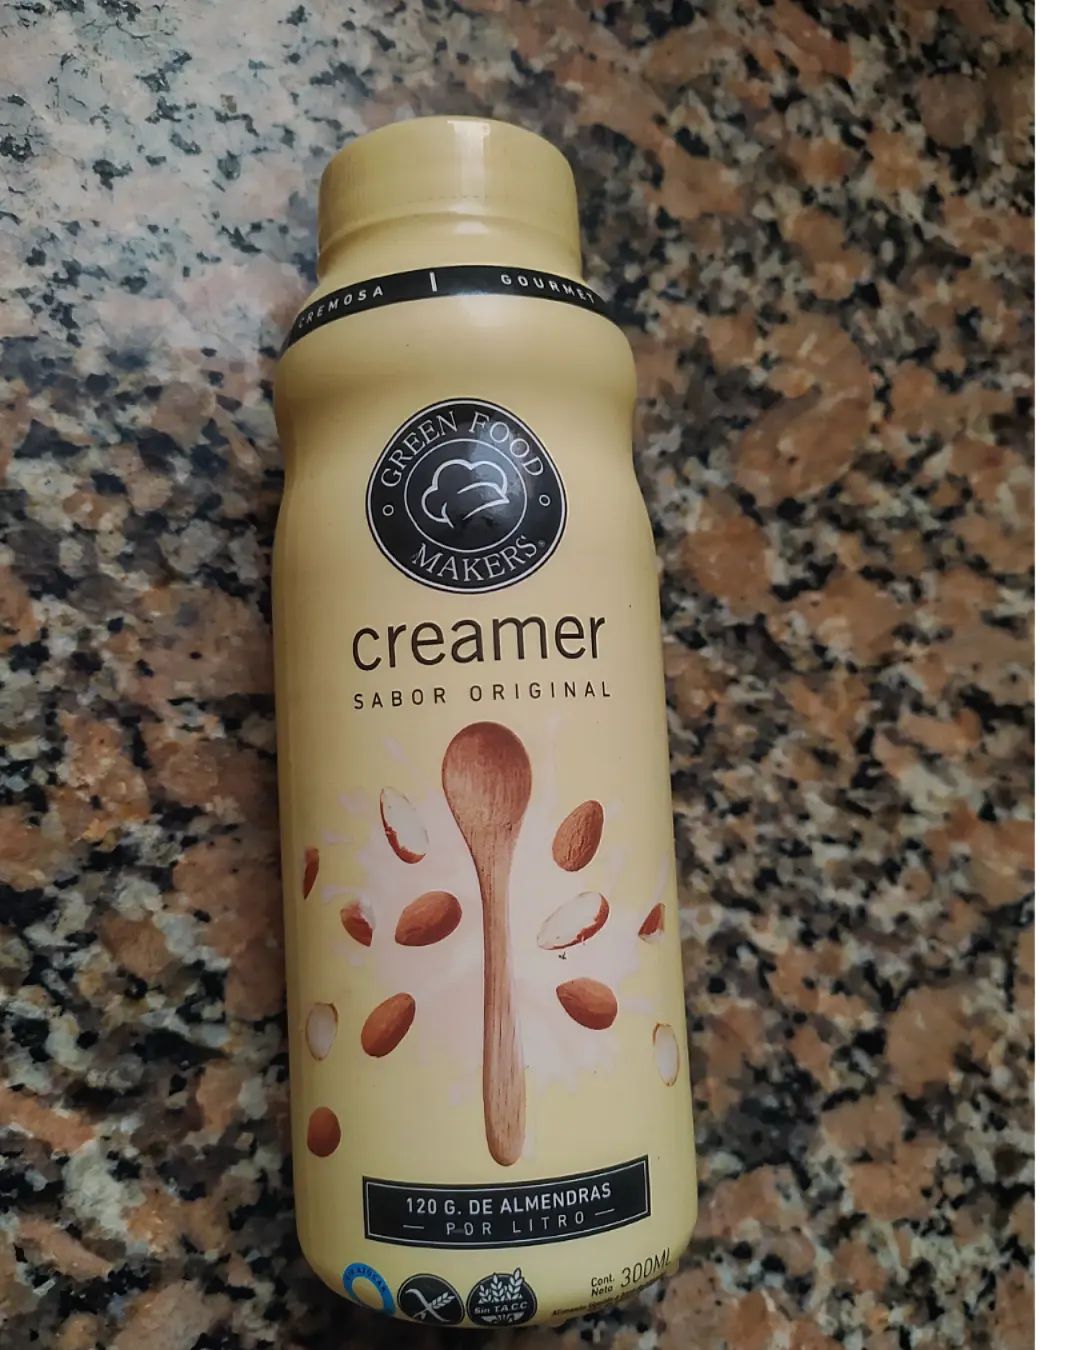 CREMOSA | GOURMET
GREEN FOOD
MAKERS
creamer
SABOR ORIGINAL
120 G. DE ALMENDRAS
— POR LITRO —
Sin T.A.C.C.
Cont.
Neto 300ML